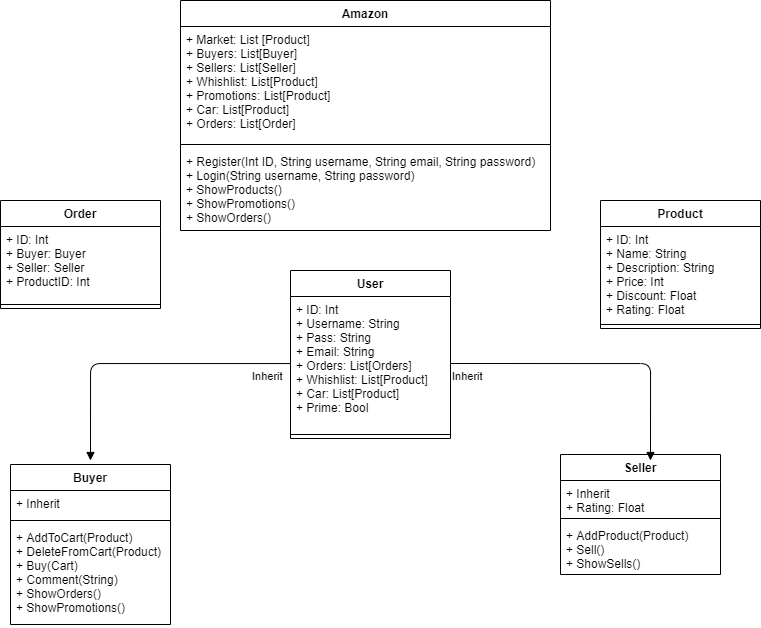 Amazon
+ Market: List [Product]
+ Buyers: List[Buyer]
+ Sellers: List[Seller]
+ Whishlist: List[Product]
+ Promotions: List[Product]
+ Car: List[Product]
+ Orders: List[Order]
+ Register(Int ID, String username, String email, String password)
+ Login(String username, String password)
+ ShowProducts()
+ ShowPromotions()
+ ShowOrders()
Order
+ ID: Int
+ Buyer: Buyer
+ Seller: Seller
+ ProductID: Int
Product
+ ID: Int
+ Name: String
+ Description: String
+ Price: Int
+ Discount: Float
+ Rating: Float
User
+ ID: Int
+ Username: String
+ Pass: String
+ Email: String
+ Orders: List[Orders]
+ Whishlist: List[Product]
+ Car: List[Product]
+ Prime: Bool
Inherit
Inherit
Buyer
+ Inherit
+ AddToCart(Product)
+ DeleteFromCart(Product)
+ Buy(Cart)
+ Comment(String)
+ ShowOrders()
+ ShowPromotions()
Seller
+ Inherit
+ Rating: Float
+ AddProduct(Product)
+ Sell()
+ ShowSells()